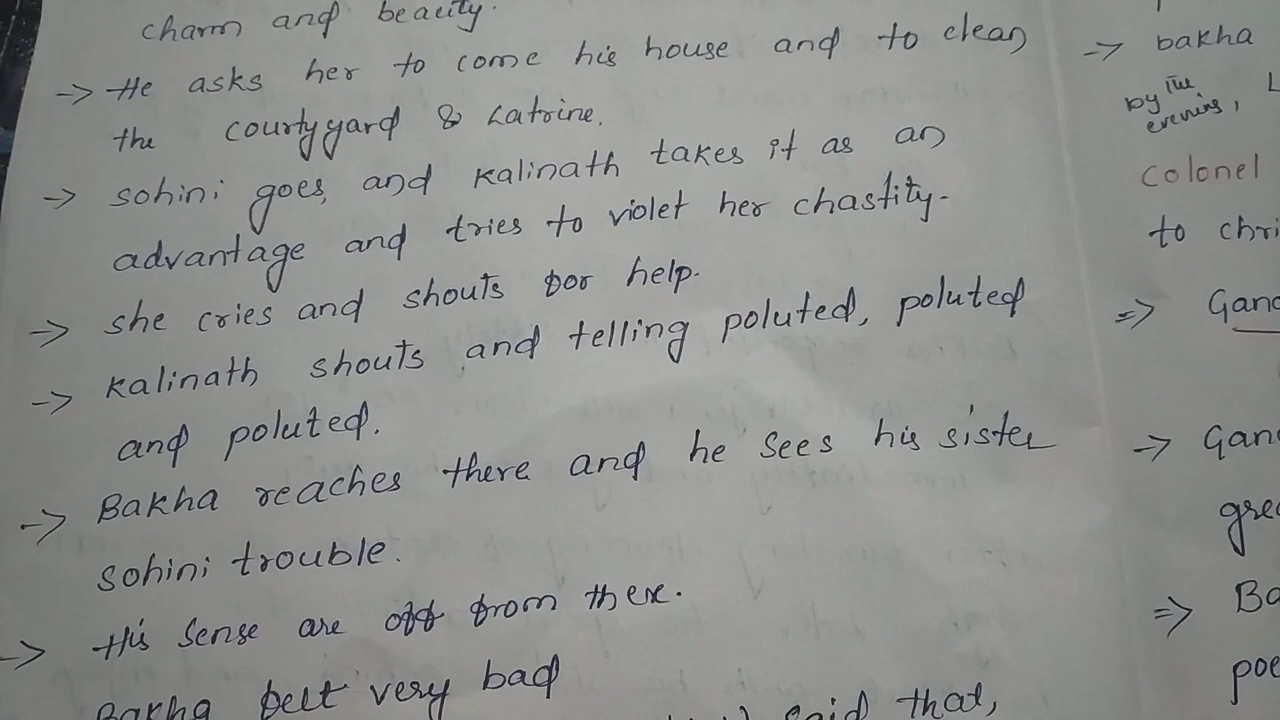 charm and beauty.
-> He asks her to come his house and to clean
the courtygard & Latrine.
-> sohini goes, and Kalinath takes it as an
advantage and tries to violet her chastity.
-> she cries and shouts for help.
-> Kalinath shouts and telling poluted, poluted
and poluted.
-> Bakha reaches there and he sees his sister
sohini trouble.
-> His sense are off from there.
Bakha felt very bad
said that,
-> bakha
by the
evening,
colonel
to chri
=> Gand
-> Gan
gre
=> Ba
poe